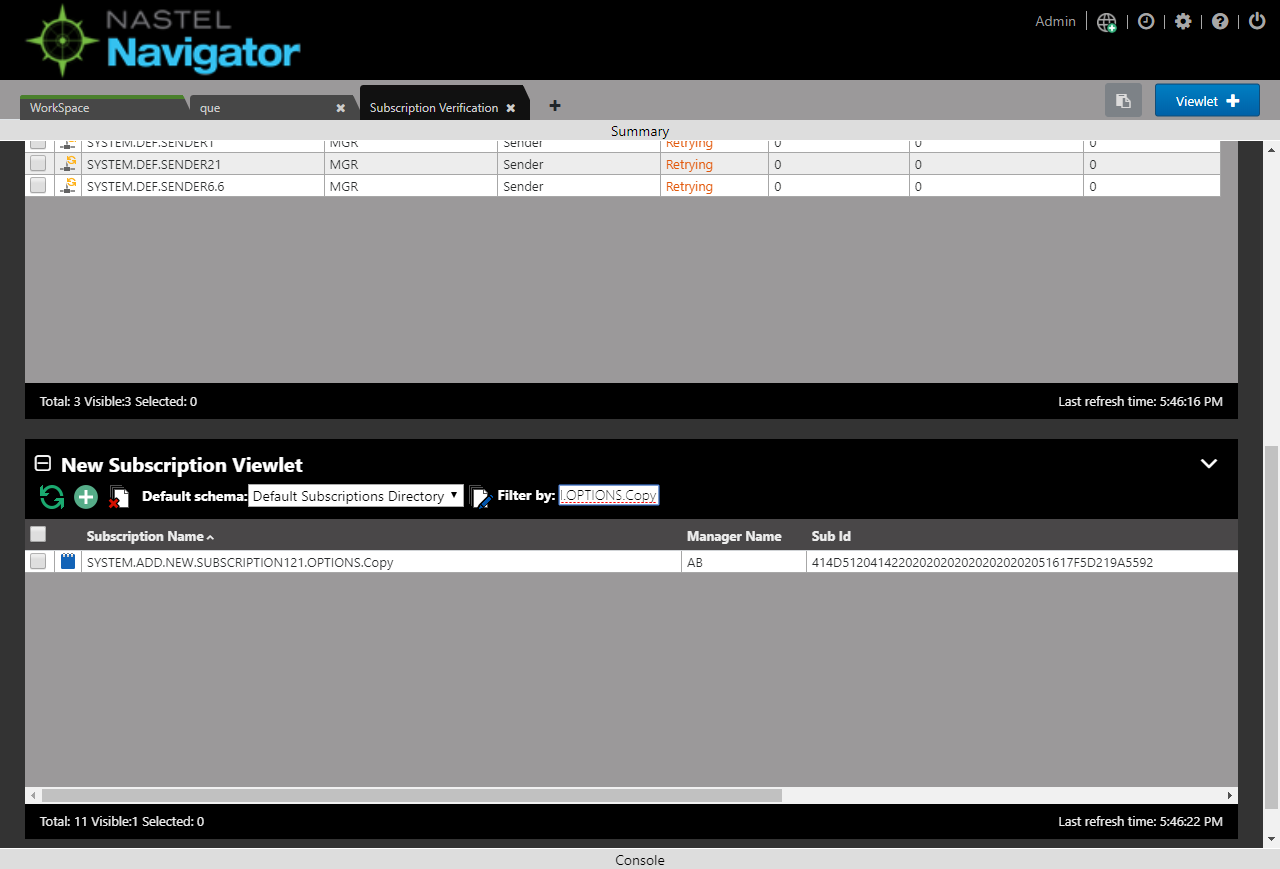 NASTEL
Navigator
Admin
WorkSpace
que
Subscription Verification
Viewlet
Summary
SYSTEM.DEF.SENDER1 MGR Sender Retrying 0 0 0
SYSTEM.DEF.SENDER21 MGR Sender Retrying 0 0 0
SYSTEM.DEF.SENDER6.6 MGR Sender Retrying 0 0 0
Total: 3 Visible:3 Selected: 0 Last refresh time: 5:46:16 PM
New Subscription Viewlet
Default schema: Default Subscriptions Directory Filter by: I.OPTIONS.Copy
Subscription Name Manager Name Sub Id
SYSTEM.ADD.NEW.SUBSCRIPTION121.OPTIONS.Copy AB 414D512041422020202020202020202051617F5D219A5592
Total: 11 Visible:1 Selected: 0 Last refresh time: 5:46:22 PM
Console